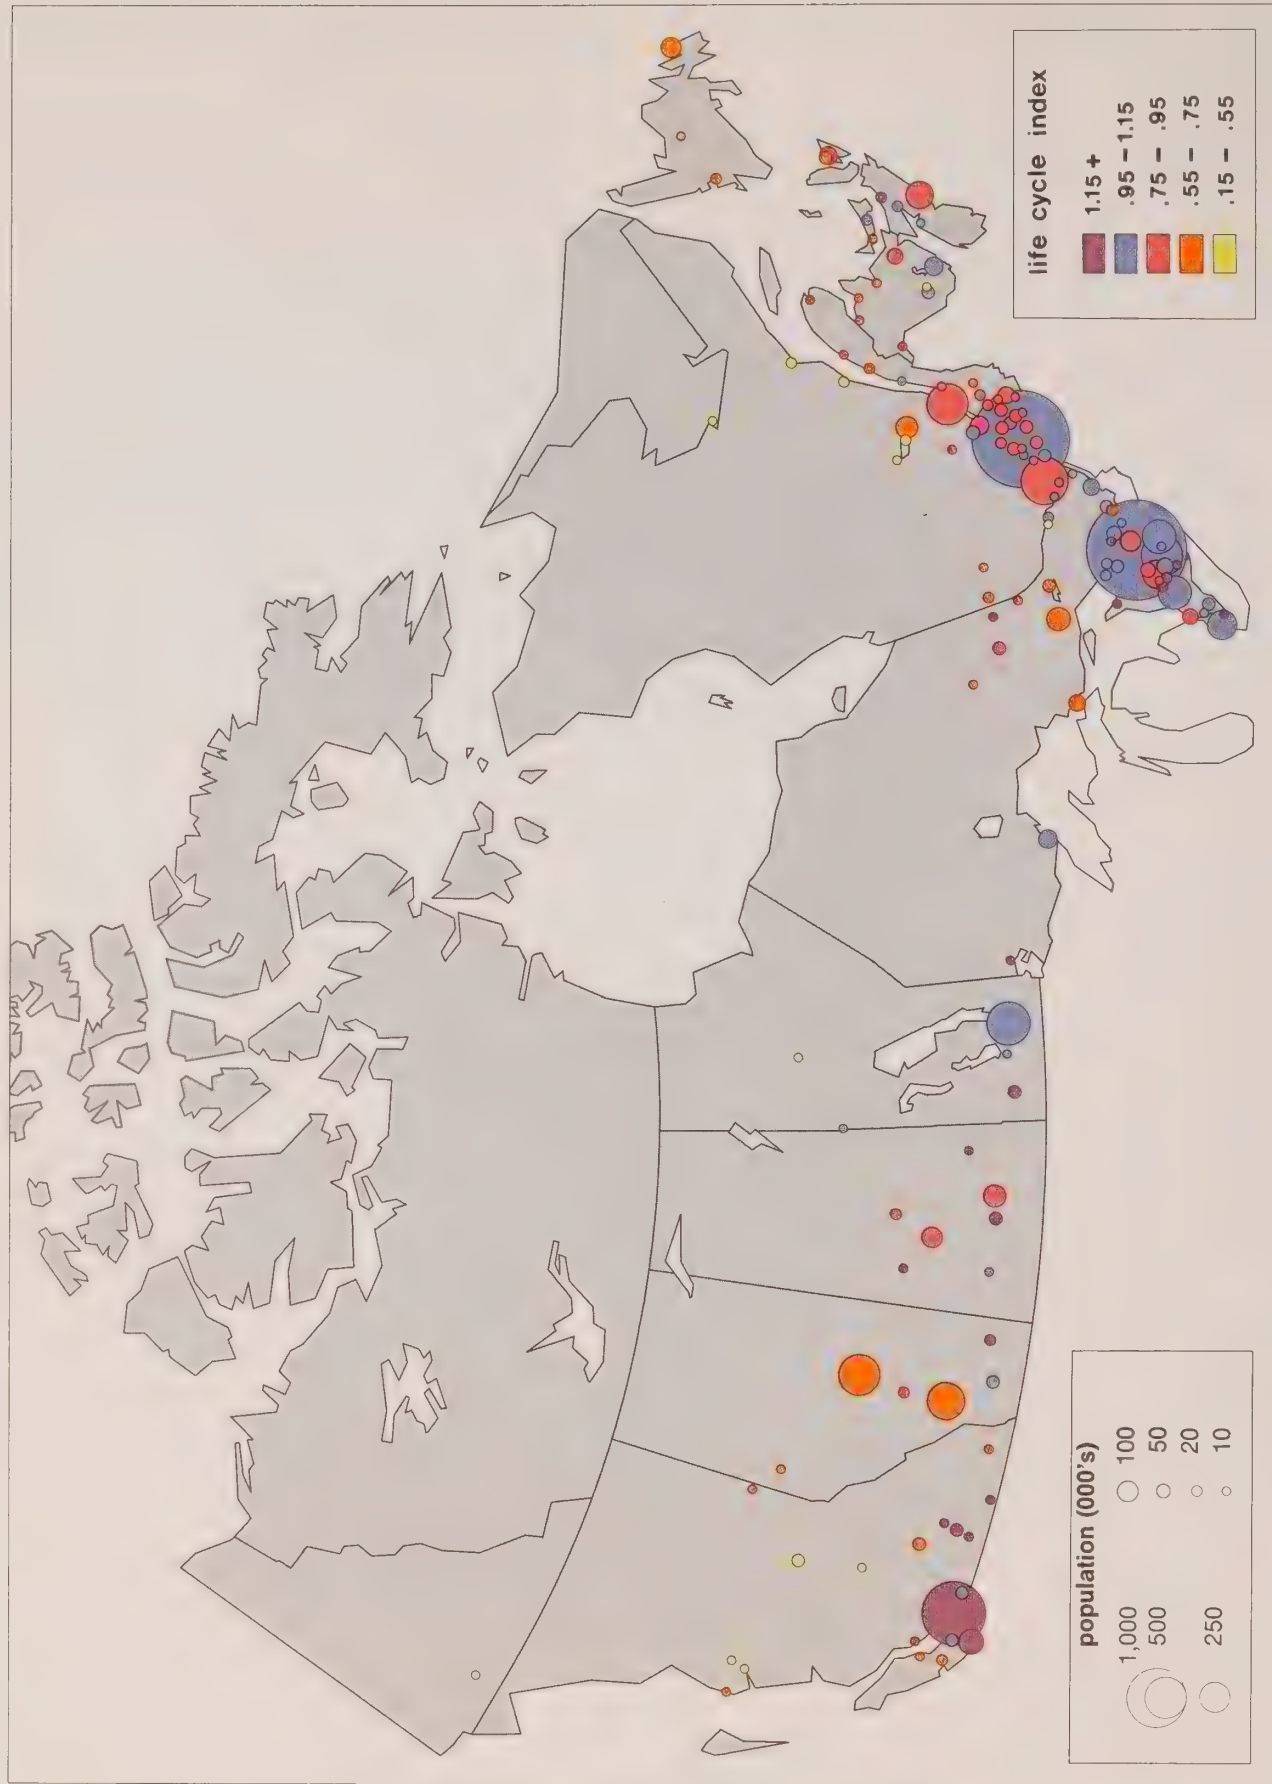 population (000's)
1,000
500
250
100
50
20
10
life cycle index
1.15 +
.95 – 1.15
.75 – .95
.55 – .75
.15 – .55